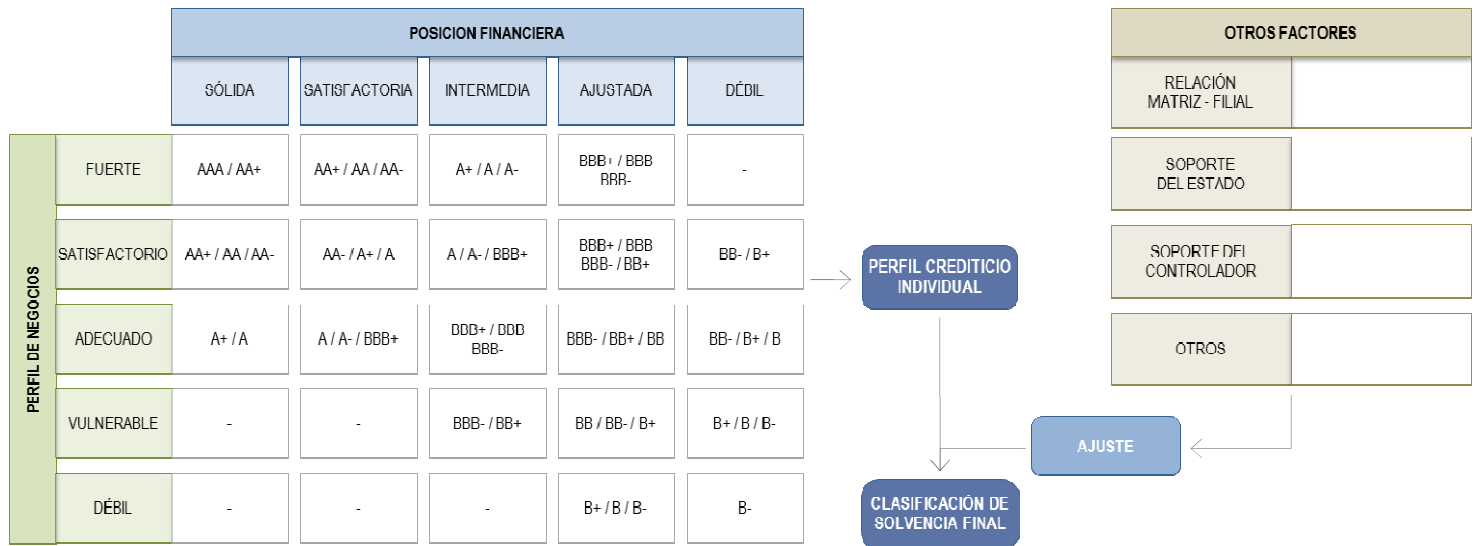 POSICION FINANCIERA
SÓLIDA
SATISFACTORIA
INTERMEDIA
AJUSTADA
DÉBIL
PERFIL DE NEGOCIOS
FUERTE
AAA / AA+
AA+ / AA / AA-
A+ / A / A-
BBB+ / BBB
BBB-
-
SATISFACTORIO
AA+ / AA / AA-
AA- / A+ / A
A / A- / BBB+
BBB+ / BBB
BBB- / BB+
BB- / B+
ADECUADO
A+ / A
A / A- / BBB+
BBB+ / BBB
BBB-
BBB- / BB+ / BB
BB- / B+ / B
VULNERABLE
-
-
BBB- / BB+
BB / BB- / B+
B+ / B / B-
DÉBIL
-
-
-
B+ / B / B-
B-
PERFIL CREDITICIO
INDIVIDUAL
CLASIFICACIÓN DE
SOLVENCIA FINAL
AJUSTE
OTROS FACTORES
RELACIÓN
MATRIZ - FILIAL
SOPORTE
DEL ESTADO
SOPORTE DEL
CONTROLADOR
OTROS